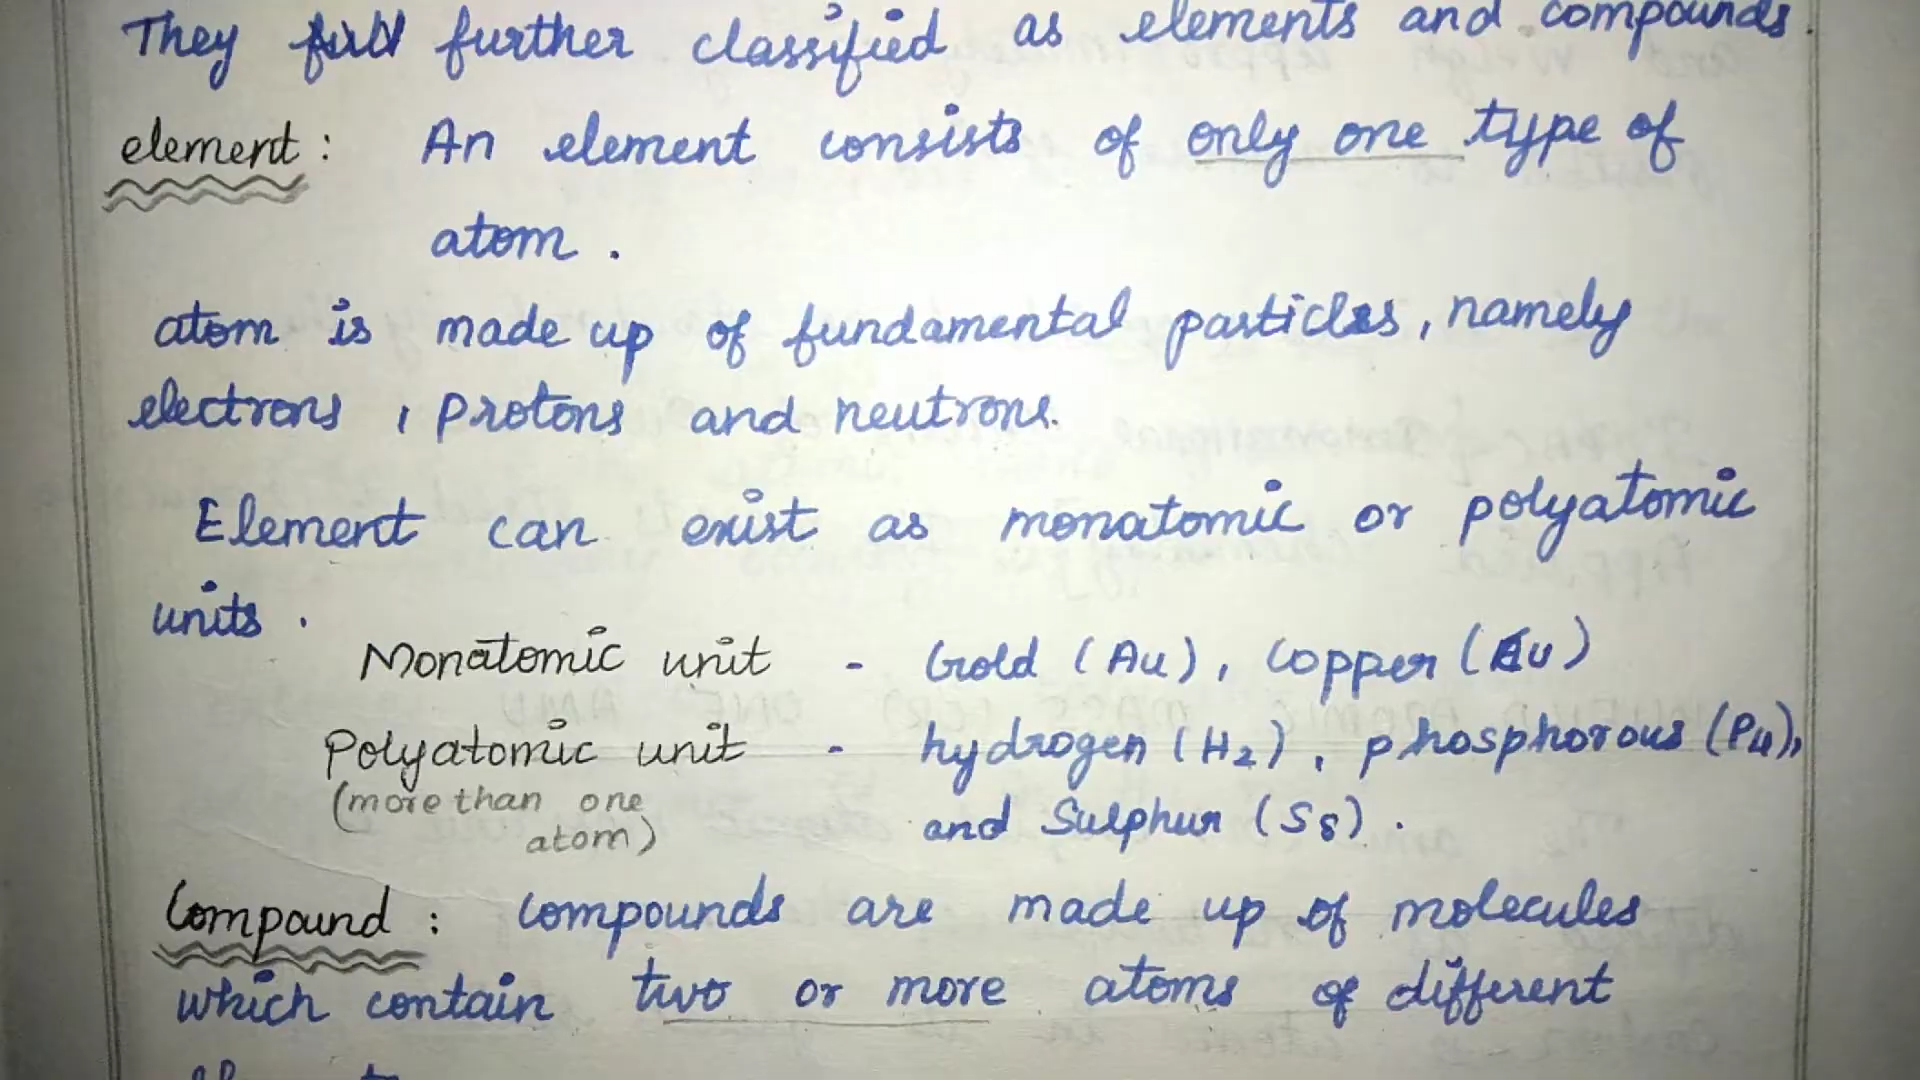 They further classified as elements and compounds.
element : An element consists of only one type of
atom .
atom is made up of fundamental particles, namely
electrons , protons and neutrons.
Element can exist as monatomic or polyatomic
units .
Monatomic unit - Gold (Au), Copper (Cu)
Polyatomic unit - hydrogen (H₂), phosphorous (P₄),
(more than one
atom)
and Sulphur (S₈) .
Compound : Compounds are made up of molecules
which contain two or more atoms of different